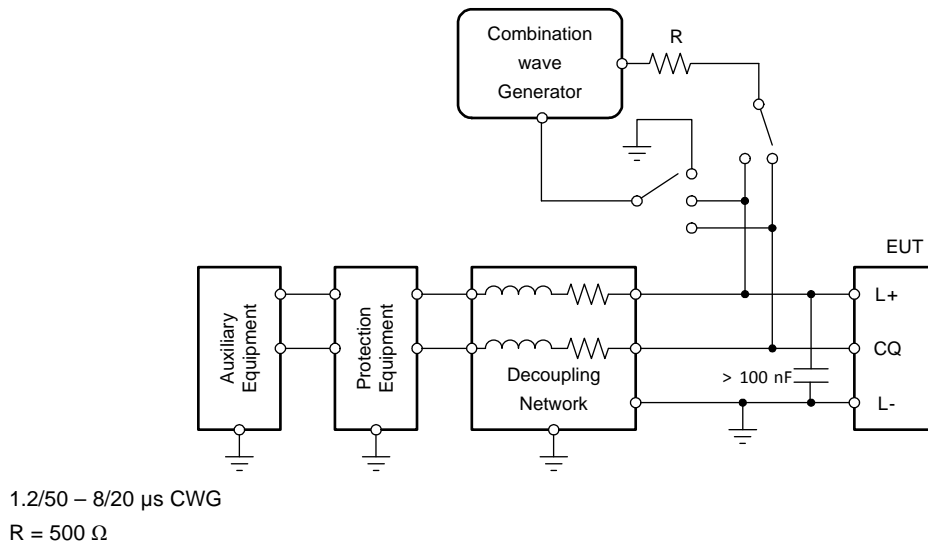 Combination
wave
Generator
R
EUT
Auxiliary
Equipment
Protection
Equipment
Decoupling
Network
L+
CQ
> 100 nF
L-
1.2/50 – 8/20 μs CWG
R = 500 Ω